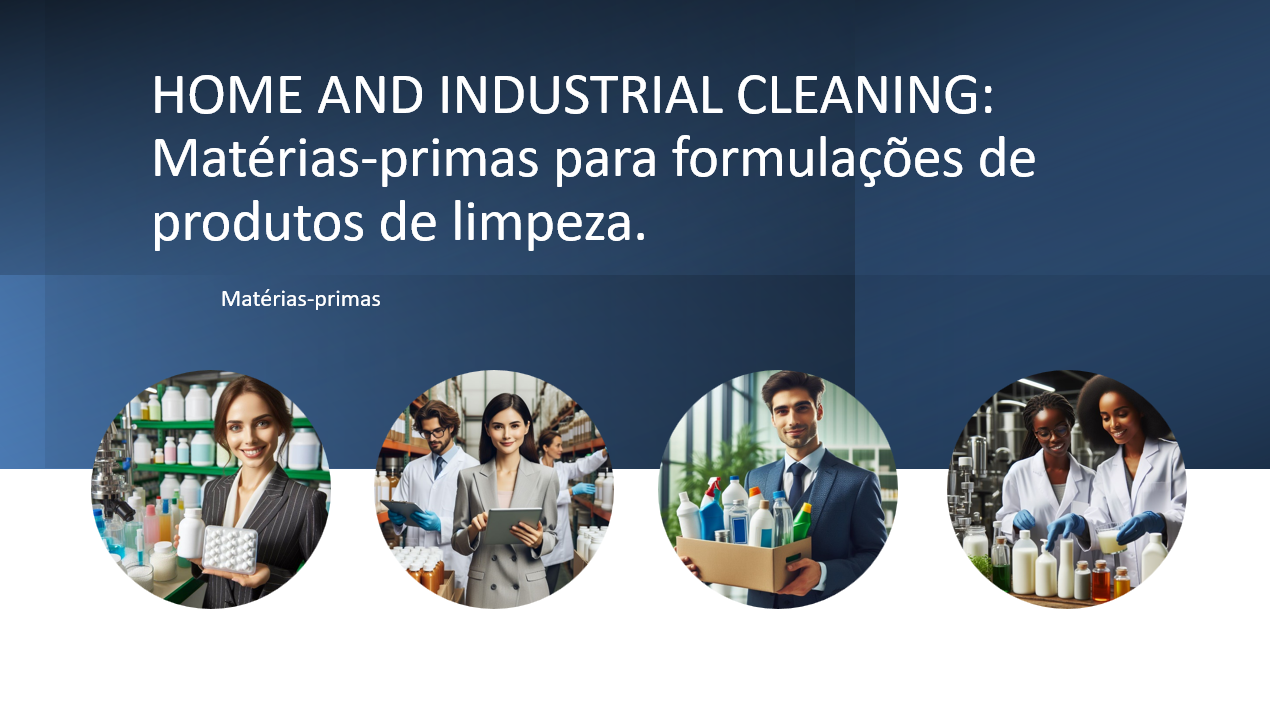 HOME AND INDUSTRIAL CLEANING:
Matérias-primas para formulações de
produtos de limpeza.
Matérias-primas